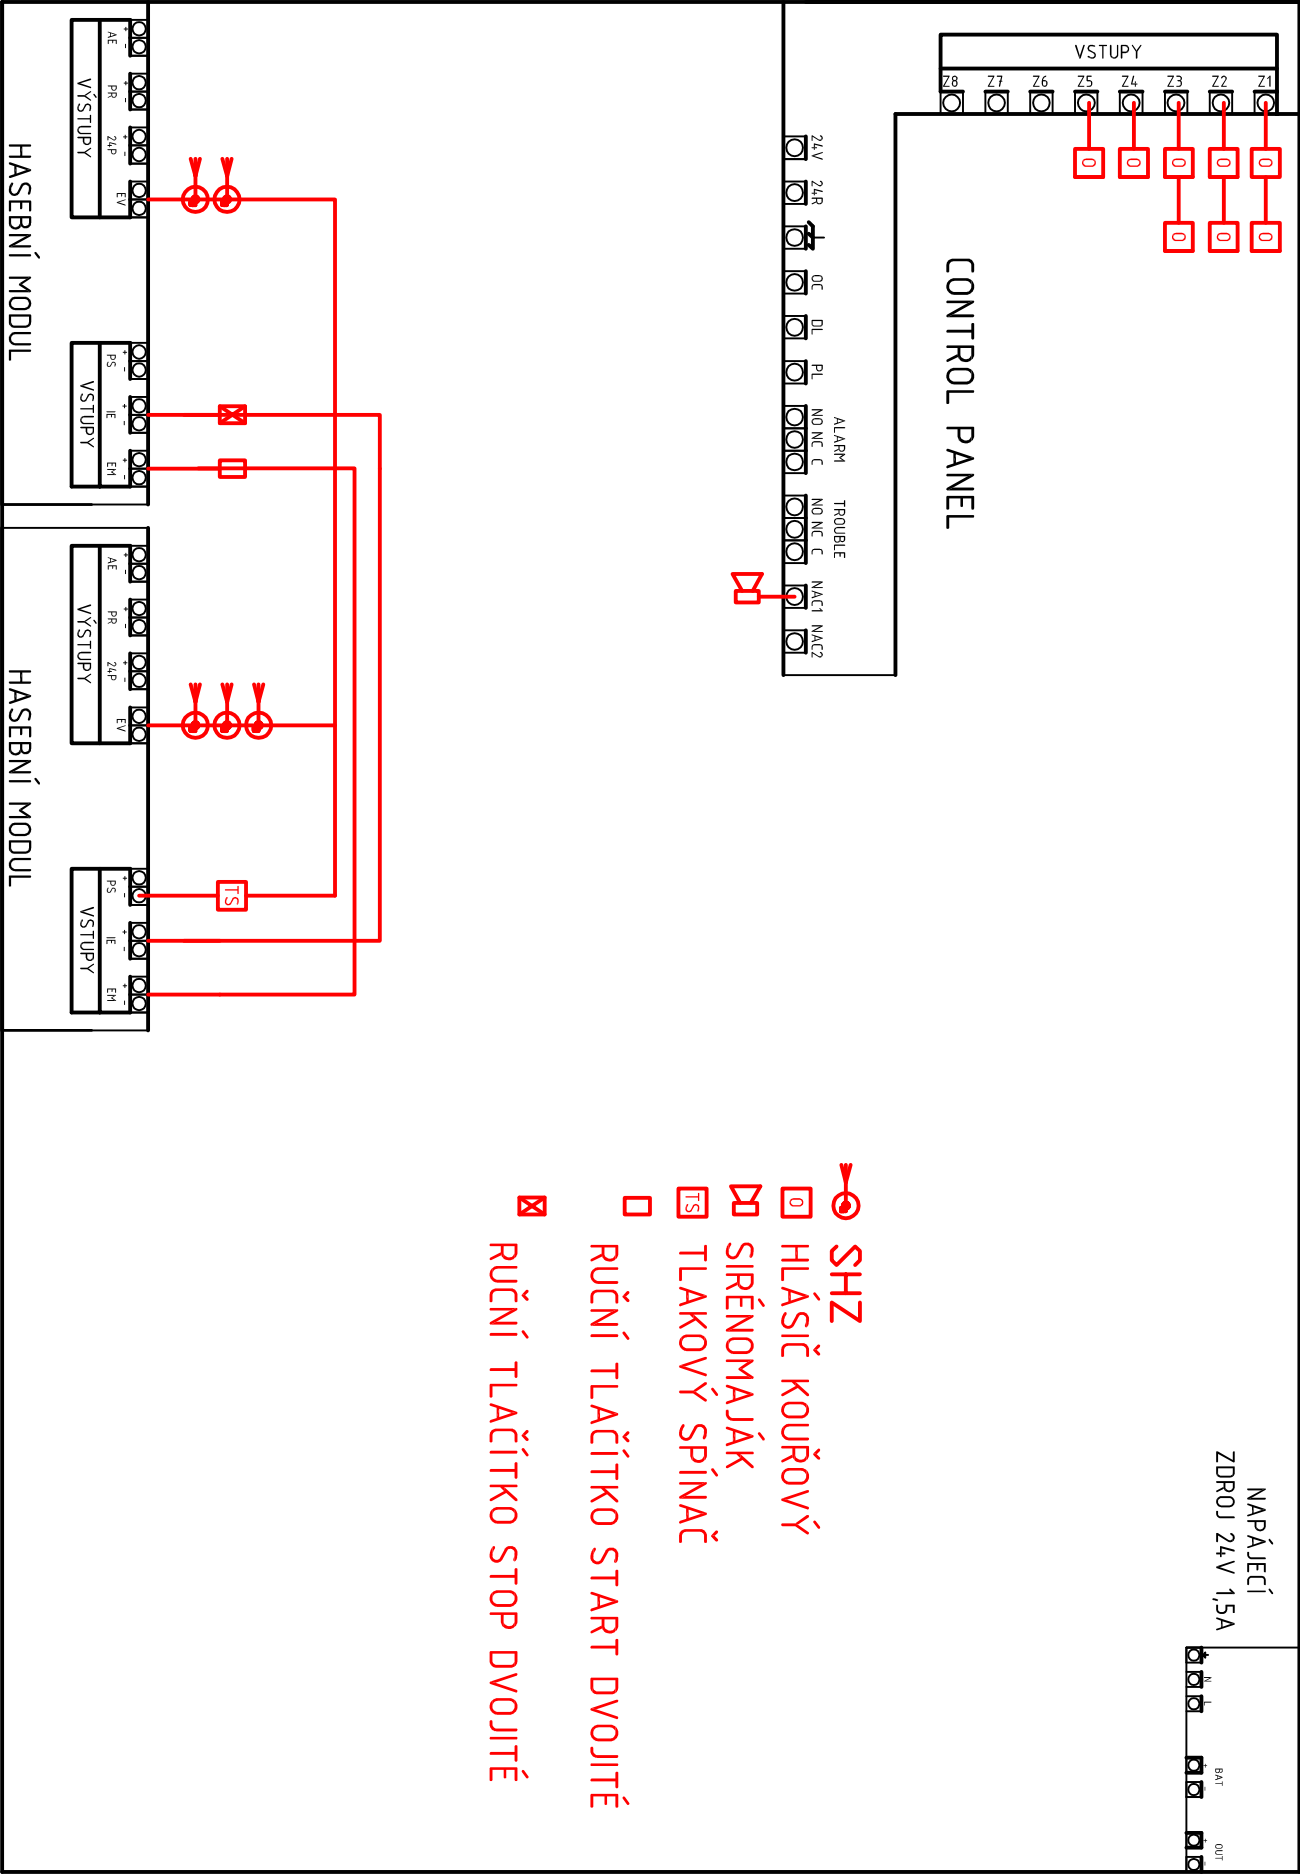 VSTUPY
Z8 Z7 Z6 Z5 Z4 Z3 Z2 Z1
O O O O O
O O O
CONTROL PANEL
24V
24R
OC
DL
PL
ALARM
NO NC C
TROUBLE
NO NC C
NAC1
NAC2
HASEBNÍ MODUL
VÝSTUPY
AE
+ -
PR
+ -
24P
+ -
EV
VSTUPY
PS
+ -
IE
+ -
EM
+ -
HASEBNÍ MODUL
VÝSTUPY
AE
+ -
PR
+ -
24P
+ -
EV
VSTUPY
PS
+ -
IE
+ -
EM
+ -
TS
SHZ
O HLÁSIČ KOUŘOVÝ
SIRÉNOMAJÁK
TS TLAKOVÝ SPÍNAČ
RUČNÍ TLAČÍTKO START DVOJITÉ
RUČNÍ TLAČÍTKO STOP DVOJITÉ
NAPÁJECÍ
ZDROJ 24V 1,5A
N
L
BAT
OUT